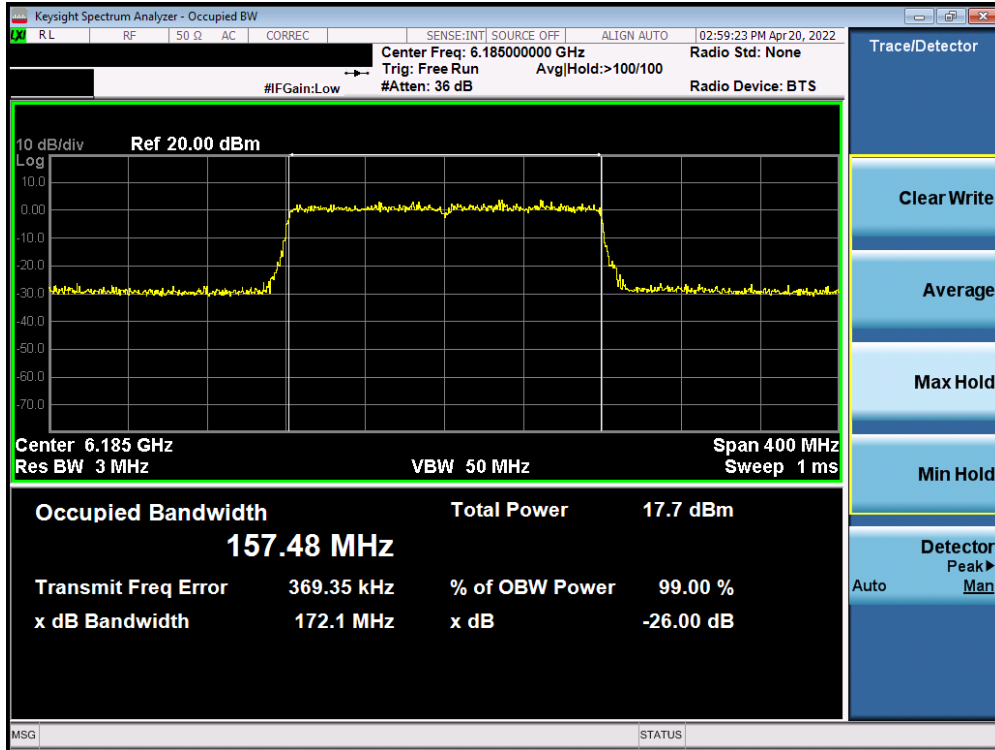 Keysight Spectrum Analyzer - Occupied BW
LXI RL RF 50 Ω AC CORREC SENSE:INT SOURCE OFF ALIGN AUTO 02:59:23 PM Apr 20, 2022
Center Freq: 6.185000000 GHz Radio Std: None
Trig: Free Run Avg|Hold:>100/100
#IFGain:Low #Atten: 36 dB Radio Device: BTS
10 dB/div Ref 20.00 dBm
Log
10.0
0.00
-10.0
-20.0
-30.0
-40.0
-50.0
-60.0
-70.0
Center 6.185 GHz Span 400 MHz
Res BW 3 MHz VBW 50 MHz Sweep 1 ms
Occupied Bandwidth Total Power 17.7 dBm
157.48 MHz
Transmit Freq Error 369.35 kHz % of OBW Power 99.00 %
x dB Bandwidth 172.1 MHz x dB -26.00 dB
Trace/Detector
Clear Write
Average
Max Hold
Min Hold
Detector
Peak▶
Auto Man
MSG STATUS